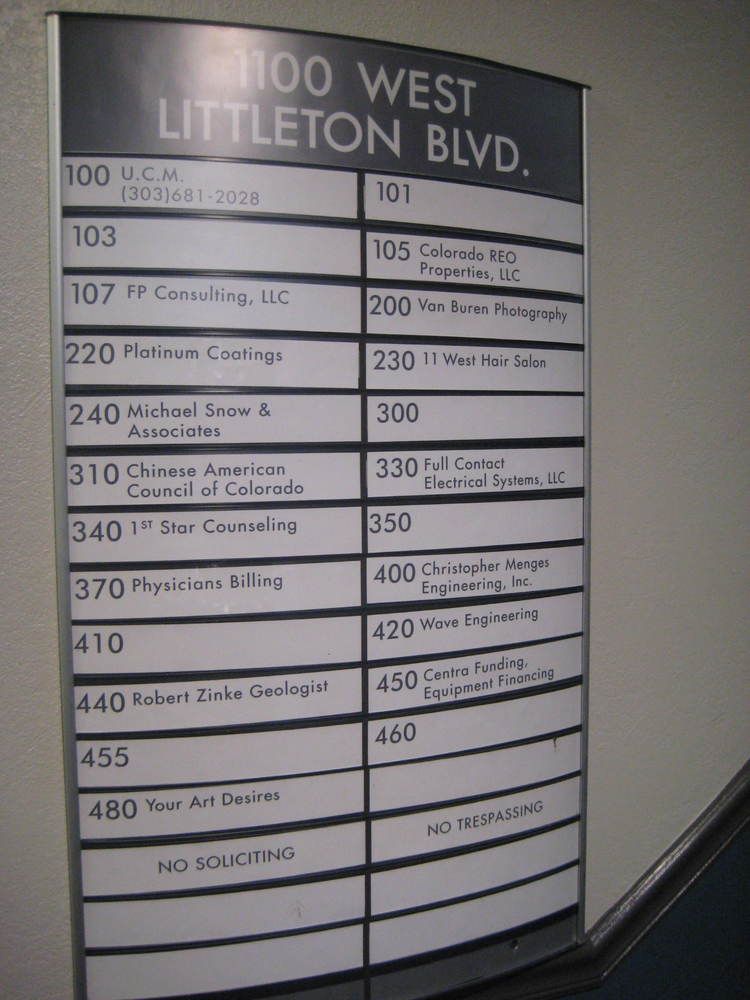 1100 WEST
LITTLETON BLVD.
100 U.C.M.
(303)681-2028
101
103
105 Colorado REO
Properties, LLC
107 FP Consulting, LLC
200 Van Buren Photography
220 Platinum Coatings
230 11 West Hair Salon
240 Michael Snow &
Associates
300
310 Chinese American
Council of Colorado
330 Full Contact
Electrical Systems, LLC
340 1ST Star Counseling
350
370 Physicians Billing
400 Christopher Menges
Engineering, Inc.
410
420 Wave Engineering
440 Robert Zinke Geologist
450 Centra Funding,
Equipment Financing
455
460
480 Your Art Desires
NO SOLICITING
NO TRESPASSING